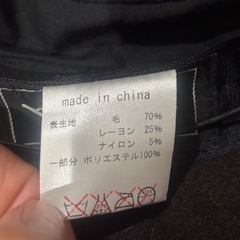 made in china
表生地 毛 70%
レーヨン 25%
ナイロン 5%
一部分 ポリエステル100%